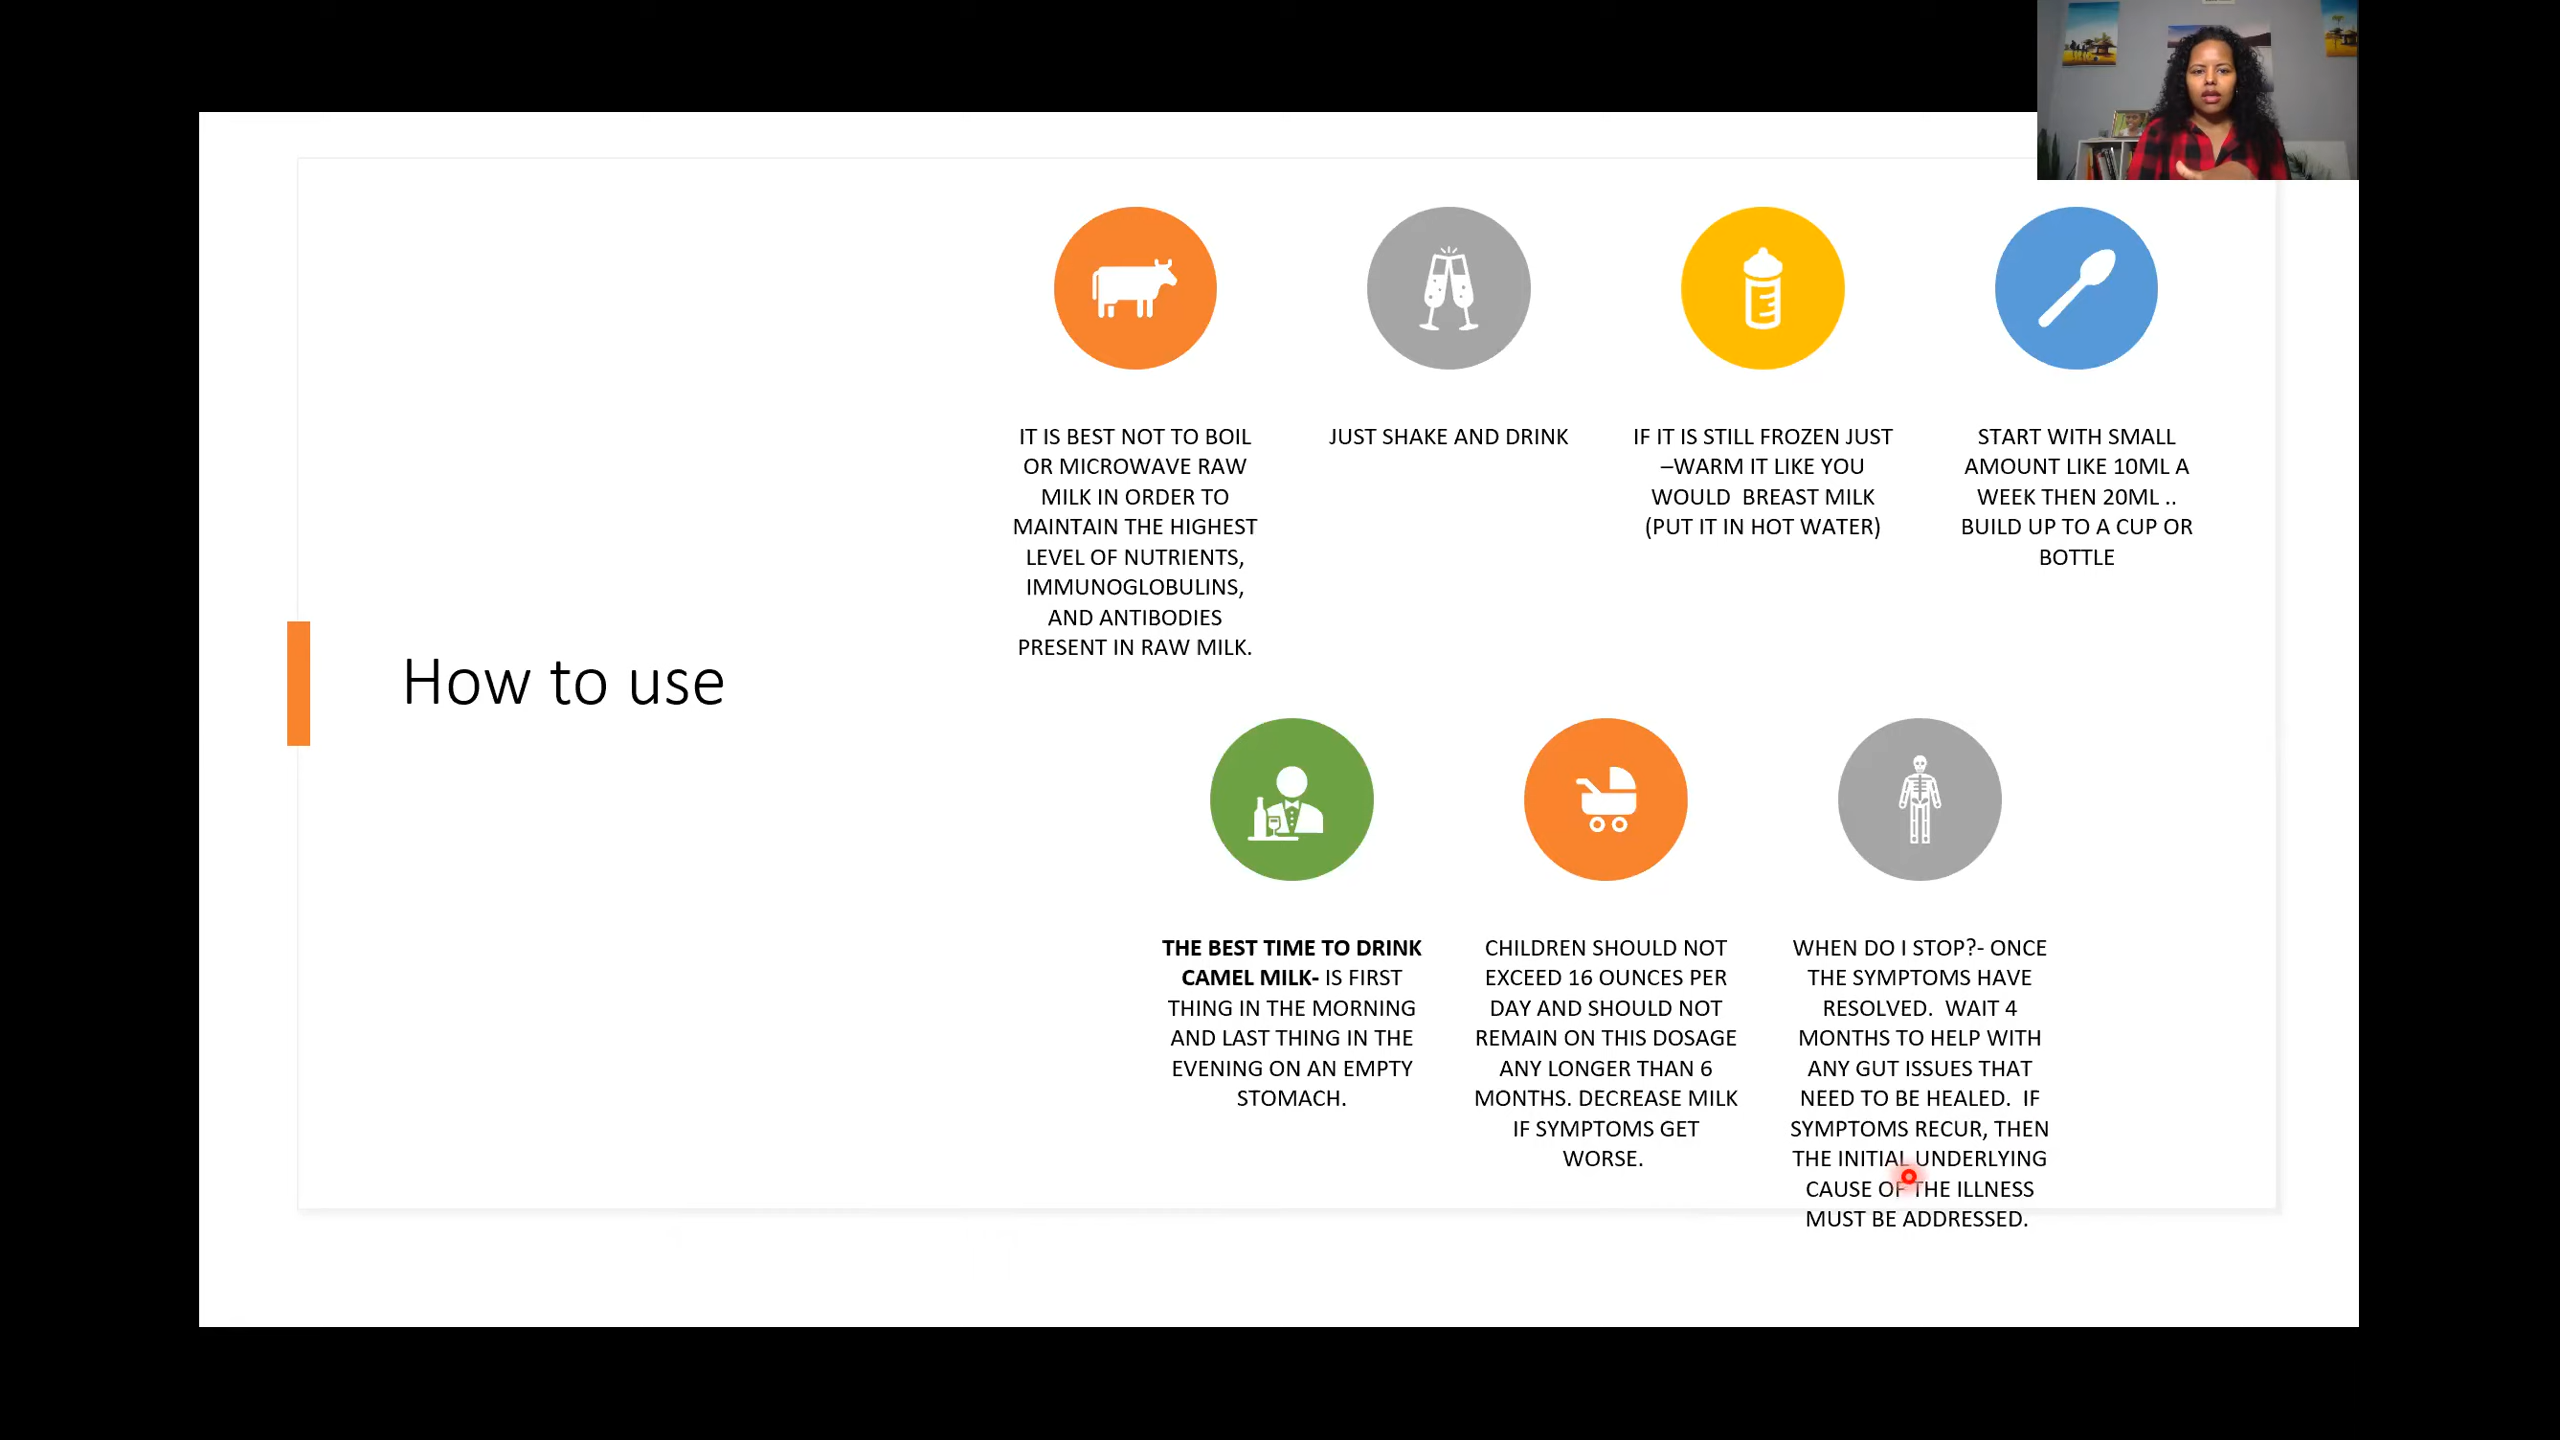 How to use
IT IS BEST NOT TO BOIL
OR MICROWAVE RAW
MILK IN ORDER TO
MAINTAIN THE HIGHEST
LEVEL OF NUTRIENTS,
IMMUNOGLOBULINS,
AND ANTIBODIES
PRESENT IN RAW MILK.
JUST SHAKE AND DRINK
IF IT IS STILL FROZEN JUST
–WARM IT LIKE YOU
WOULD BREAST MILK
(PUT IT IN HOT WATER)
START WITH SMALL
AMOUNT LIKE 10ML A
WEEK THEN 20ML ..
BUILD UP TO A CUP OR
BOTTLE
THE BEST TIME TO DRINK
CAMEL MILK- IS FIRST
THING IN THE MORNING
AND LAST THING IN THE
EVENING ON AN EMPTY
STOMACH.
CHILDREN SHOULD NOT
EXCEED 16 OUNCES PER
DAY AND SHOULD NOT
REMAIN ON THIS DOSAGE
ANY LONGER THAN 6
MONTHS. DECREASE MILK
IF SYMPTOMS GET
WORSE.
WHEN DO I STOP?- ONCE
THE SYMPTOMS HAVE
RESOLVED. WAIT 4
MONTHS TO HELP WITH
ANY GUT ISSUES THAT
NEED TO BE HEALED. IF
SYMPTOMS RECUR, THEN
THE INITIAL UNDERLYING
CAUSE OF THE ILLNESS
MUST BE ADDRESSED.